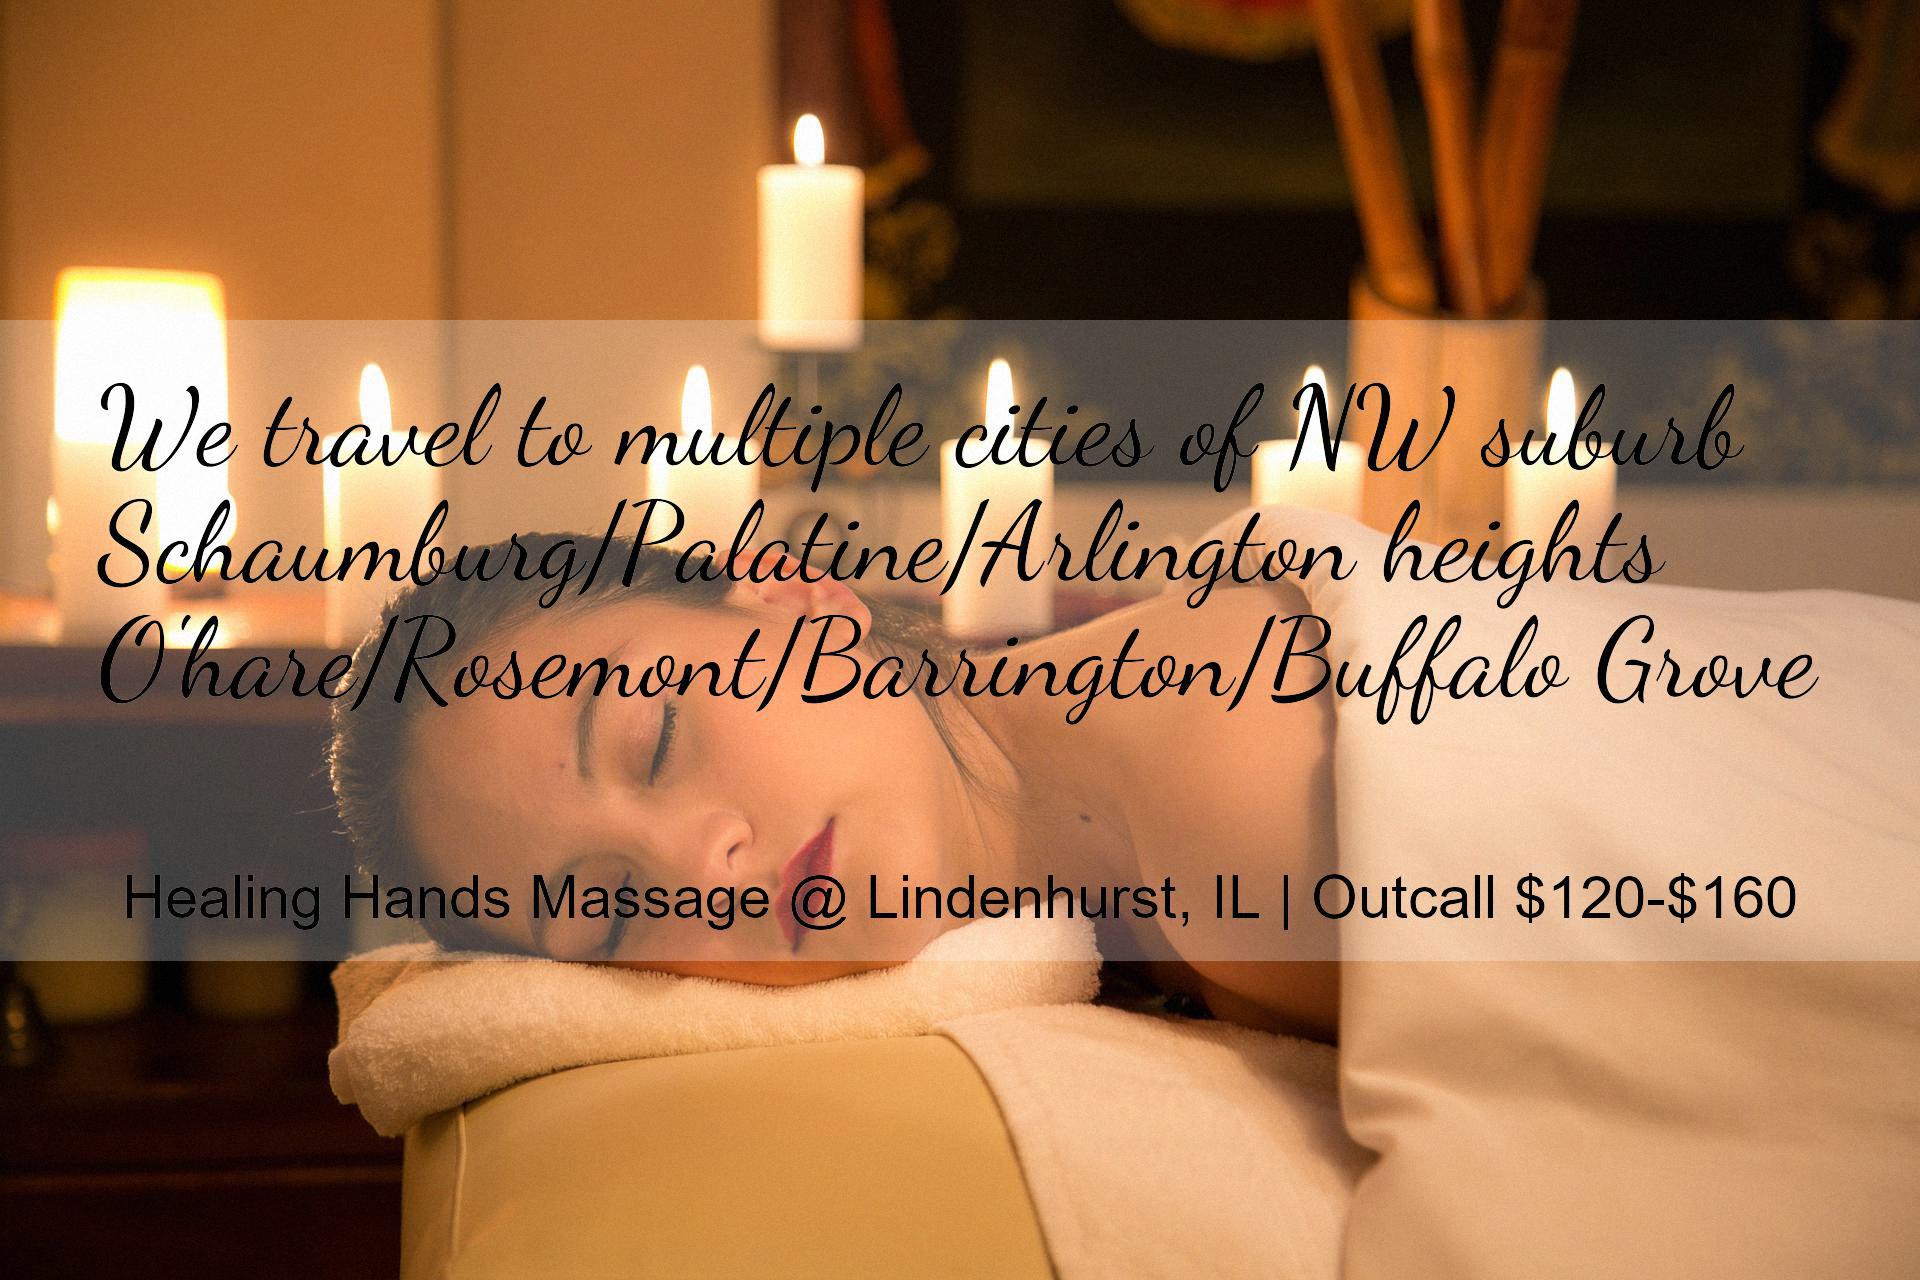 We travel to multiple cities of NW suburb
Schaumburg/Palatine/Arlington heights
O'hare/Rosemont/Barrington/Buffalo Grove
Healing Hands Massage @ Lindenhurst, IL | Outcall $120-$160